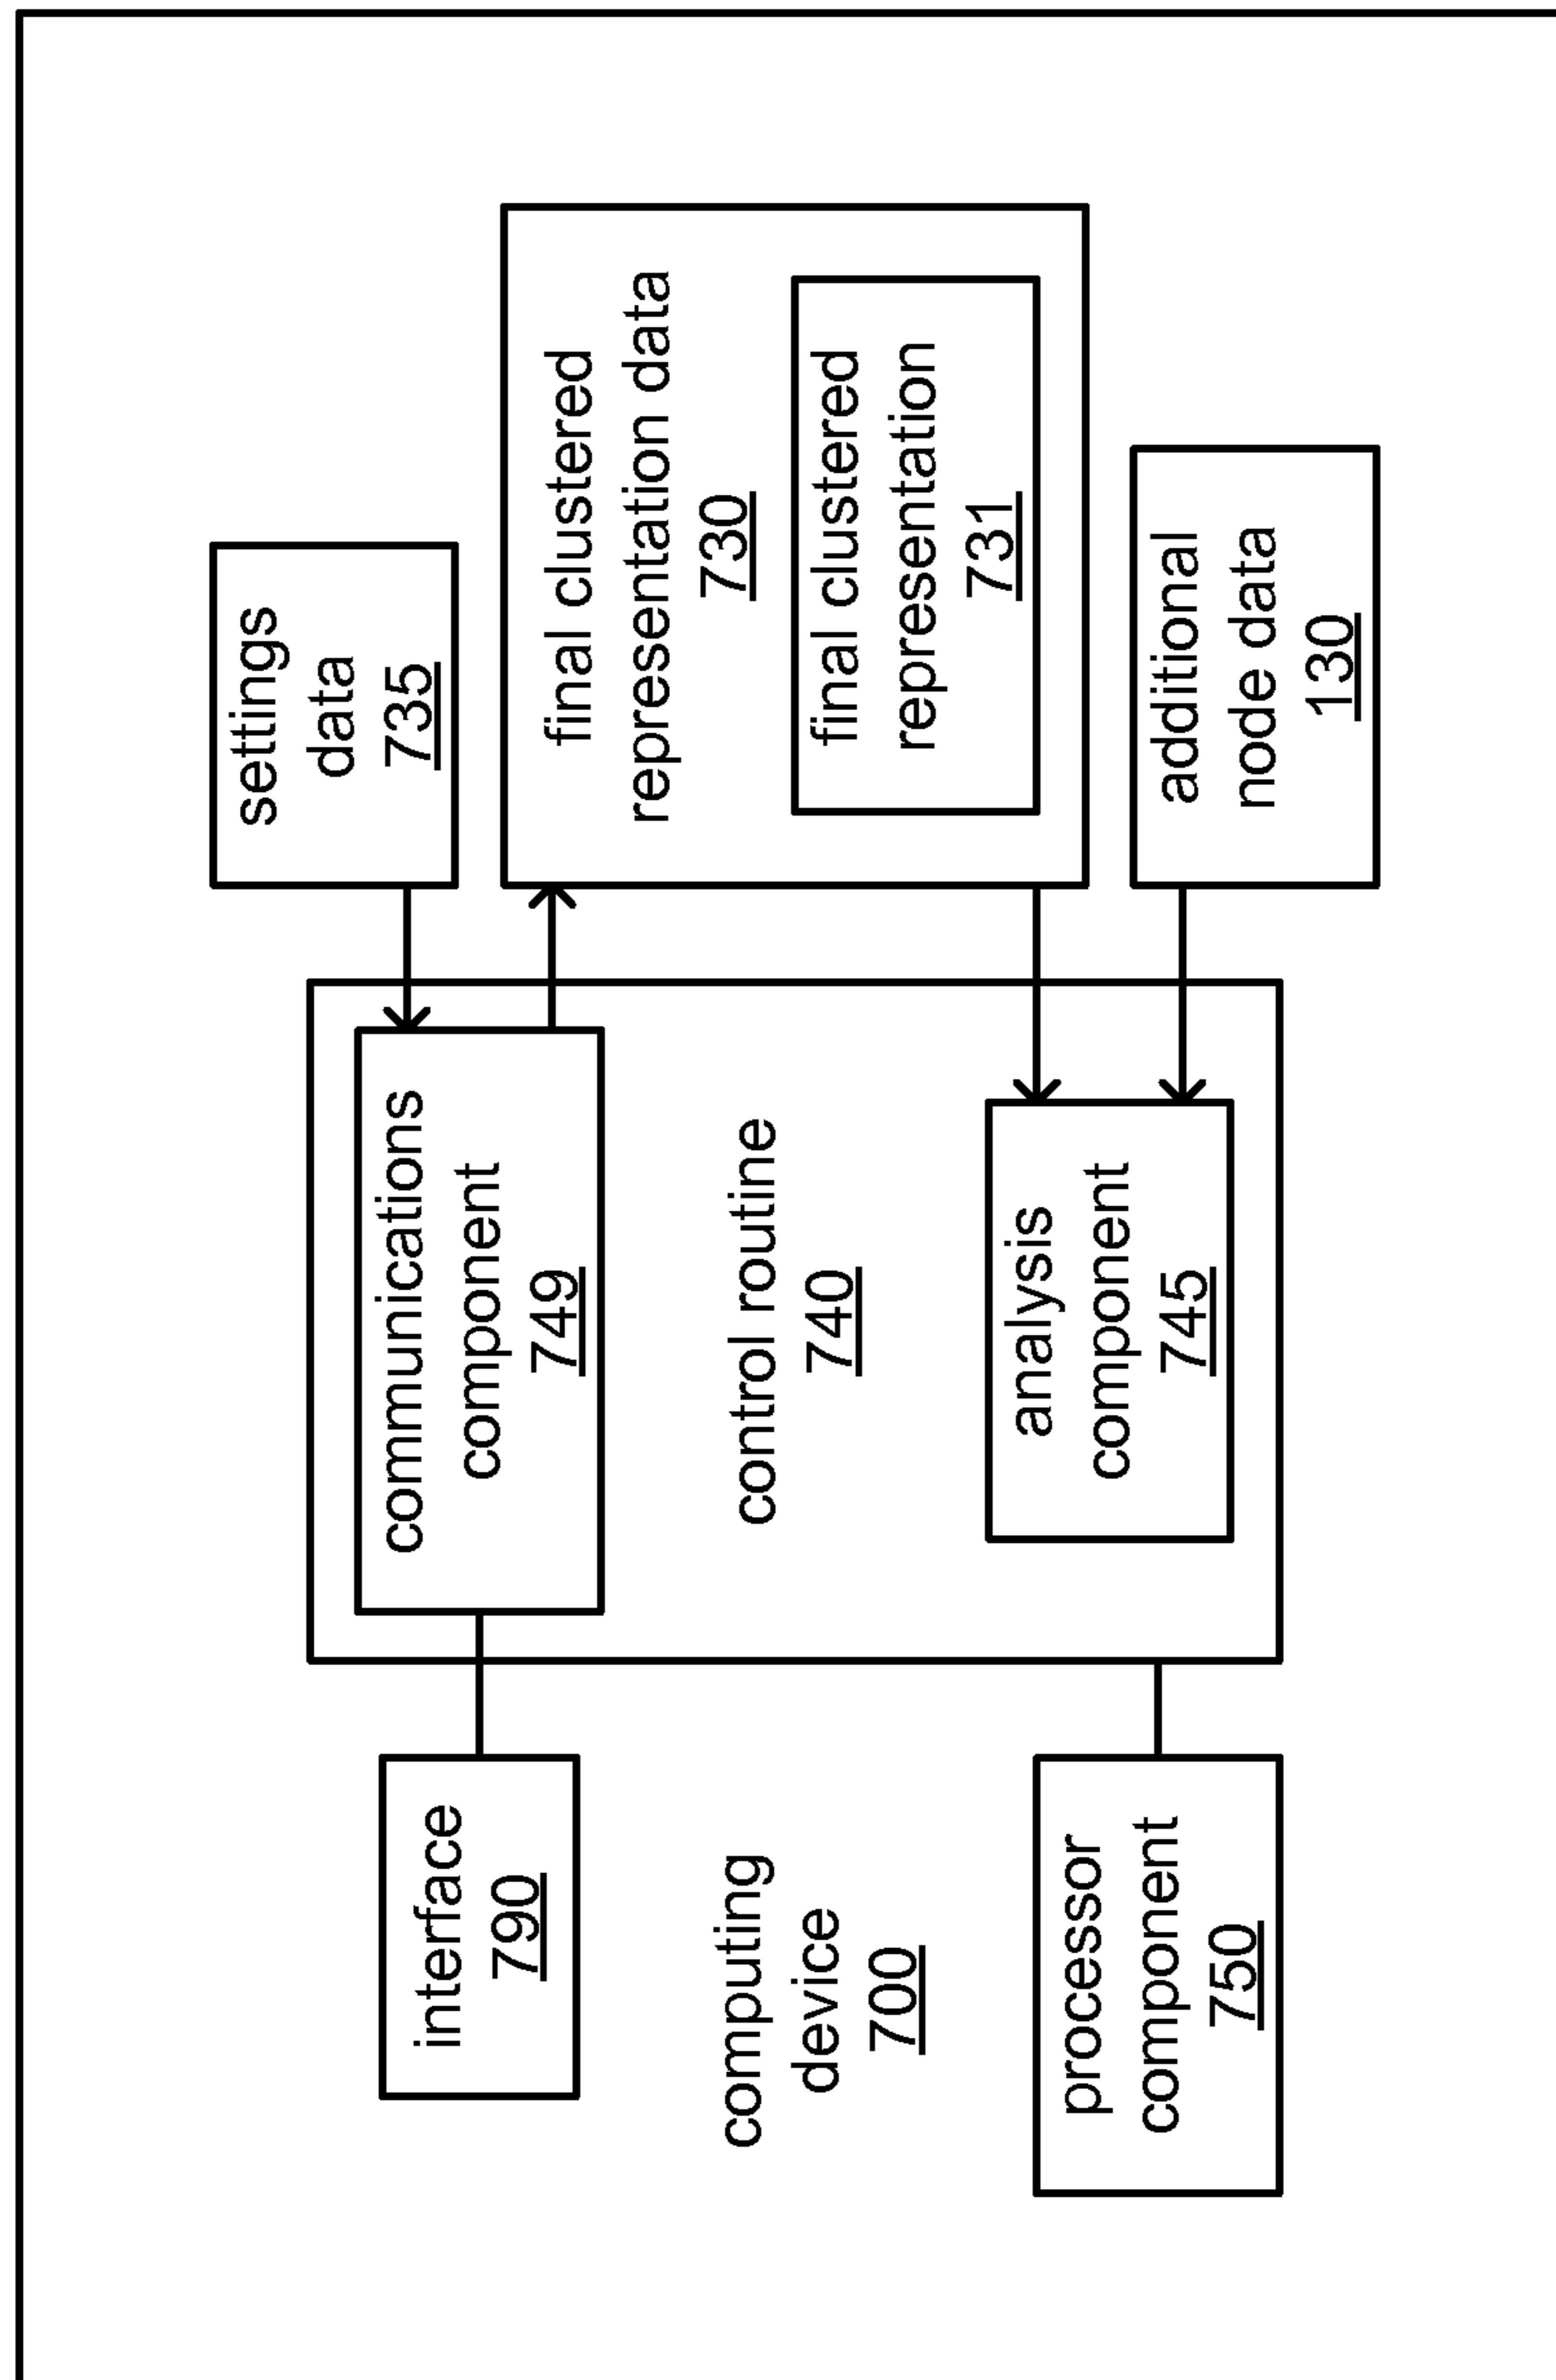 interface
790
computing
device
700
processor
component
750
communications
component
749
control routine
740
analysis
component
745
settings
data
735
final clustered
representation data
730
final clustered
representation
731
additional
node data
130